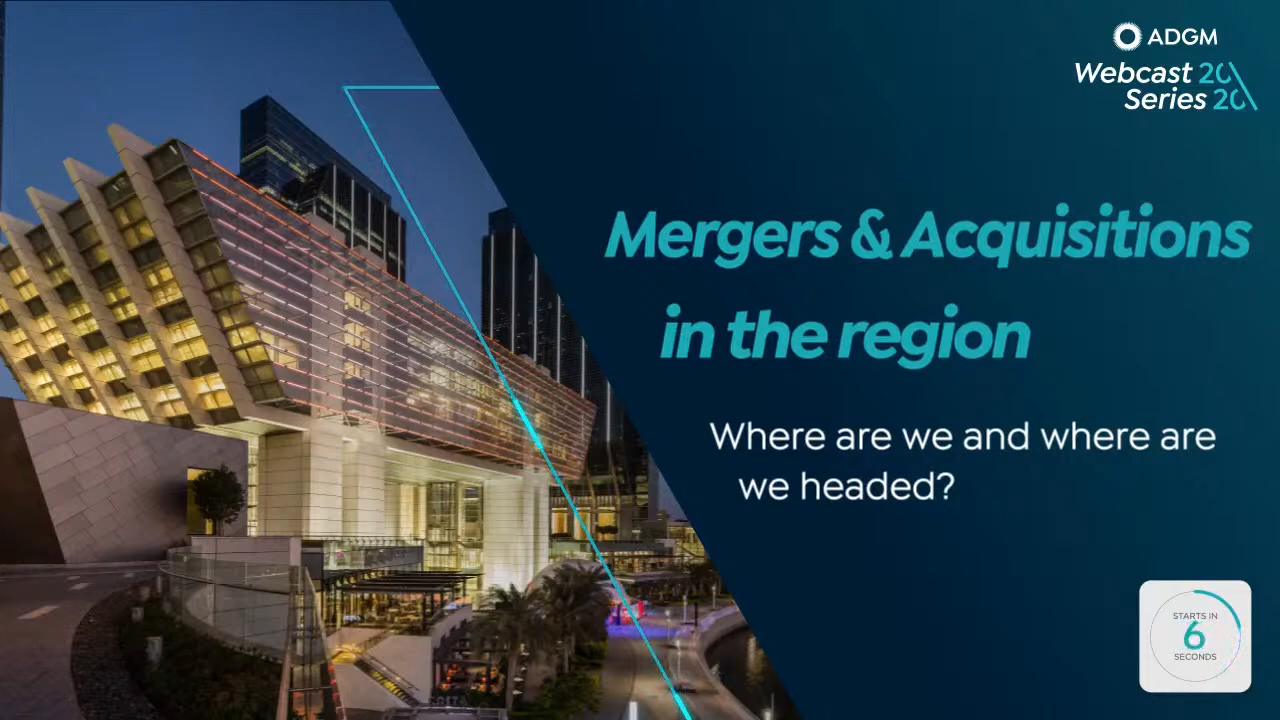 ADGM
Webcast 20
Series 20
Mergers & Acquisitions
in the region
Where are we and where are
we headed?
STARTS IN
6
SECONDS